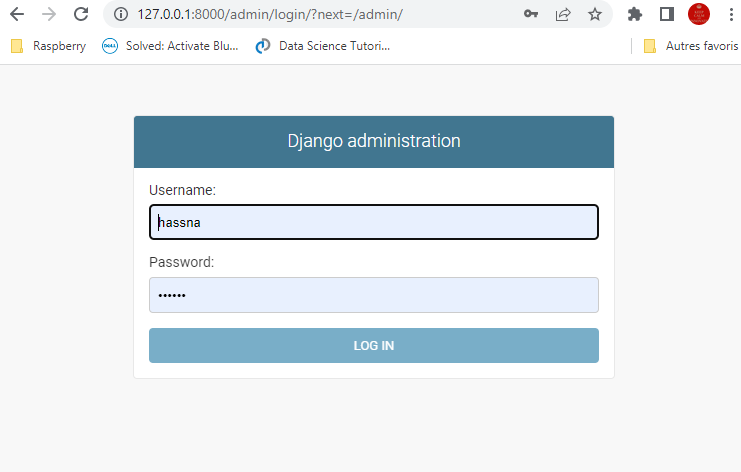 127.0.0.1:8000/admin/login/?next=/admin/
Raspberry DELL Solved: Activate Blu... Data Science Tutori... Autres favoris
Django administration
Username:
hassna
Password:
••••••
LOG IN